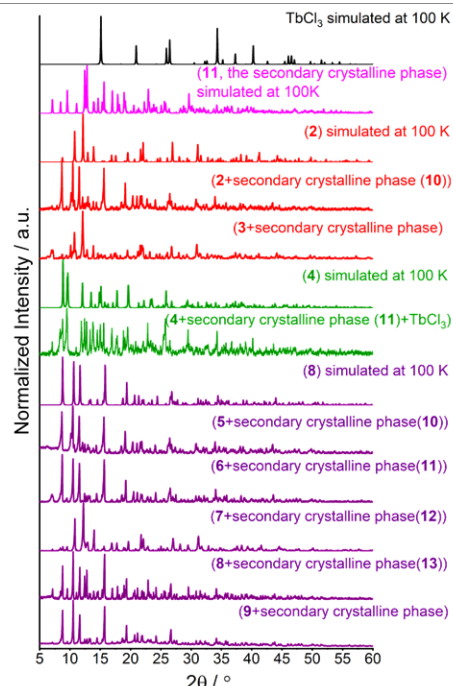 TbCl₃ simulated at 100 K
(11, the secondary crystalline phase)
simulated at 100K
(2) simulated at 100 K
(2+secondary crystalline phase (10))
(3+secondary crystalline phase)
(4) simulated at 100 K
(4+secondary crystalline phase (11)+TbCl₃)
(8) simulated at 100 K
(5+secondary crystalline phase(10))
(6+secondary crystalline phase(11))
(7+secondary crystalline phase(12))
(8+secondary crystalline phase(13))
(9+secondary crystalline phase)
Normalized Intensity / a.u.
5 10 15 20 25 30 35 40 45 50 55 60
2θ / °